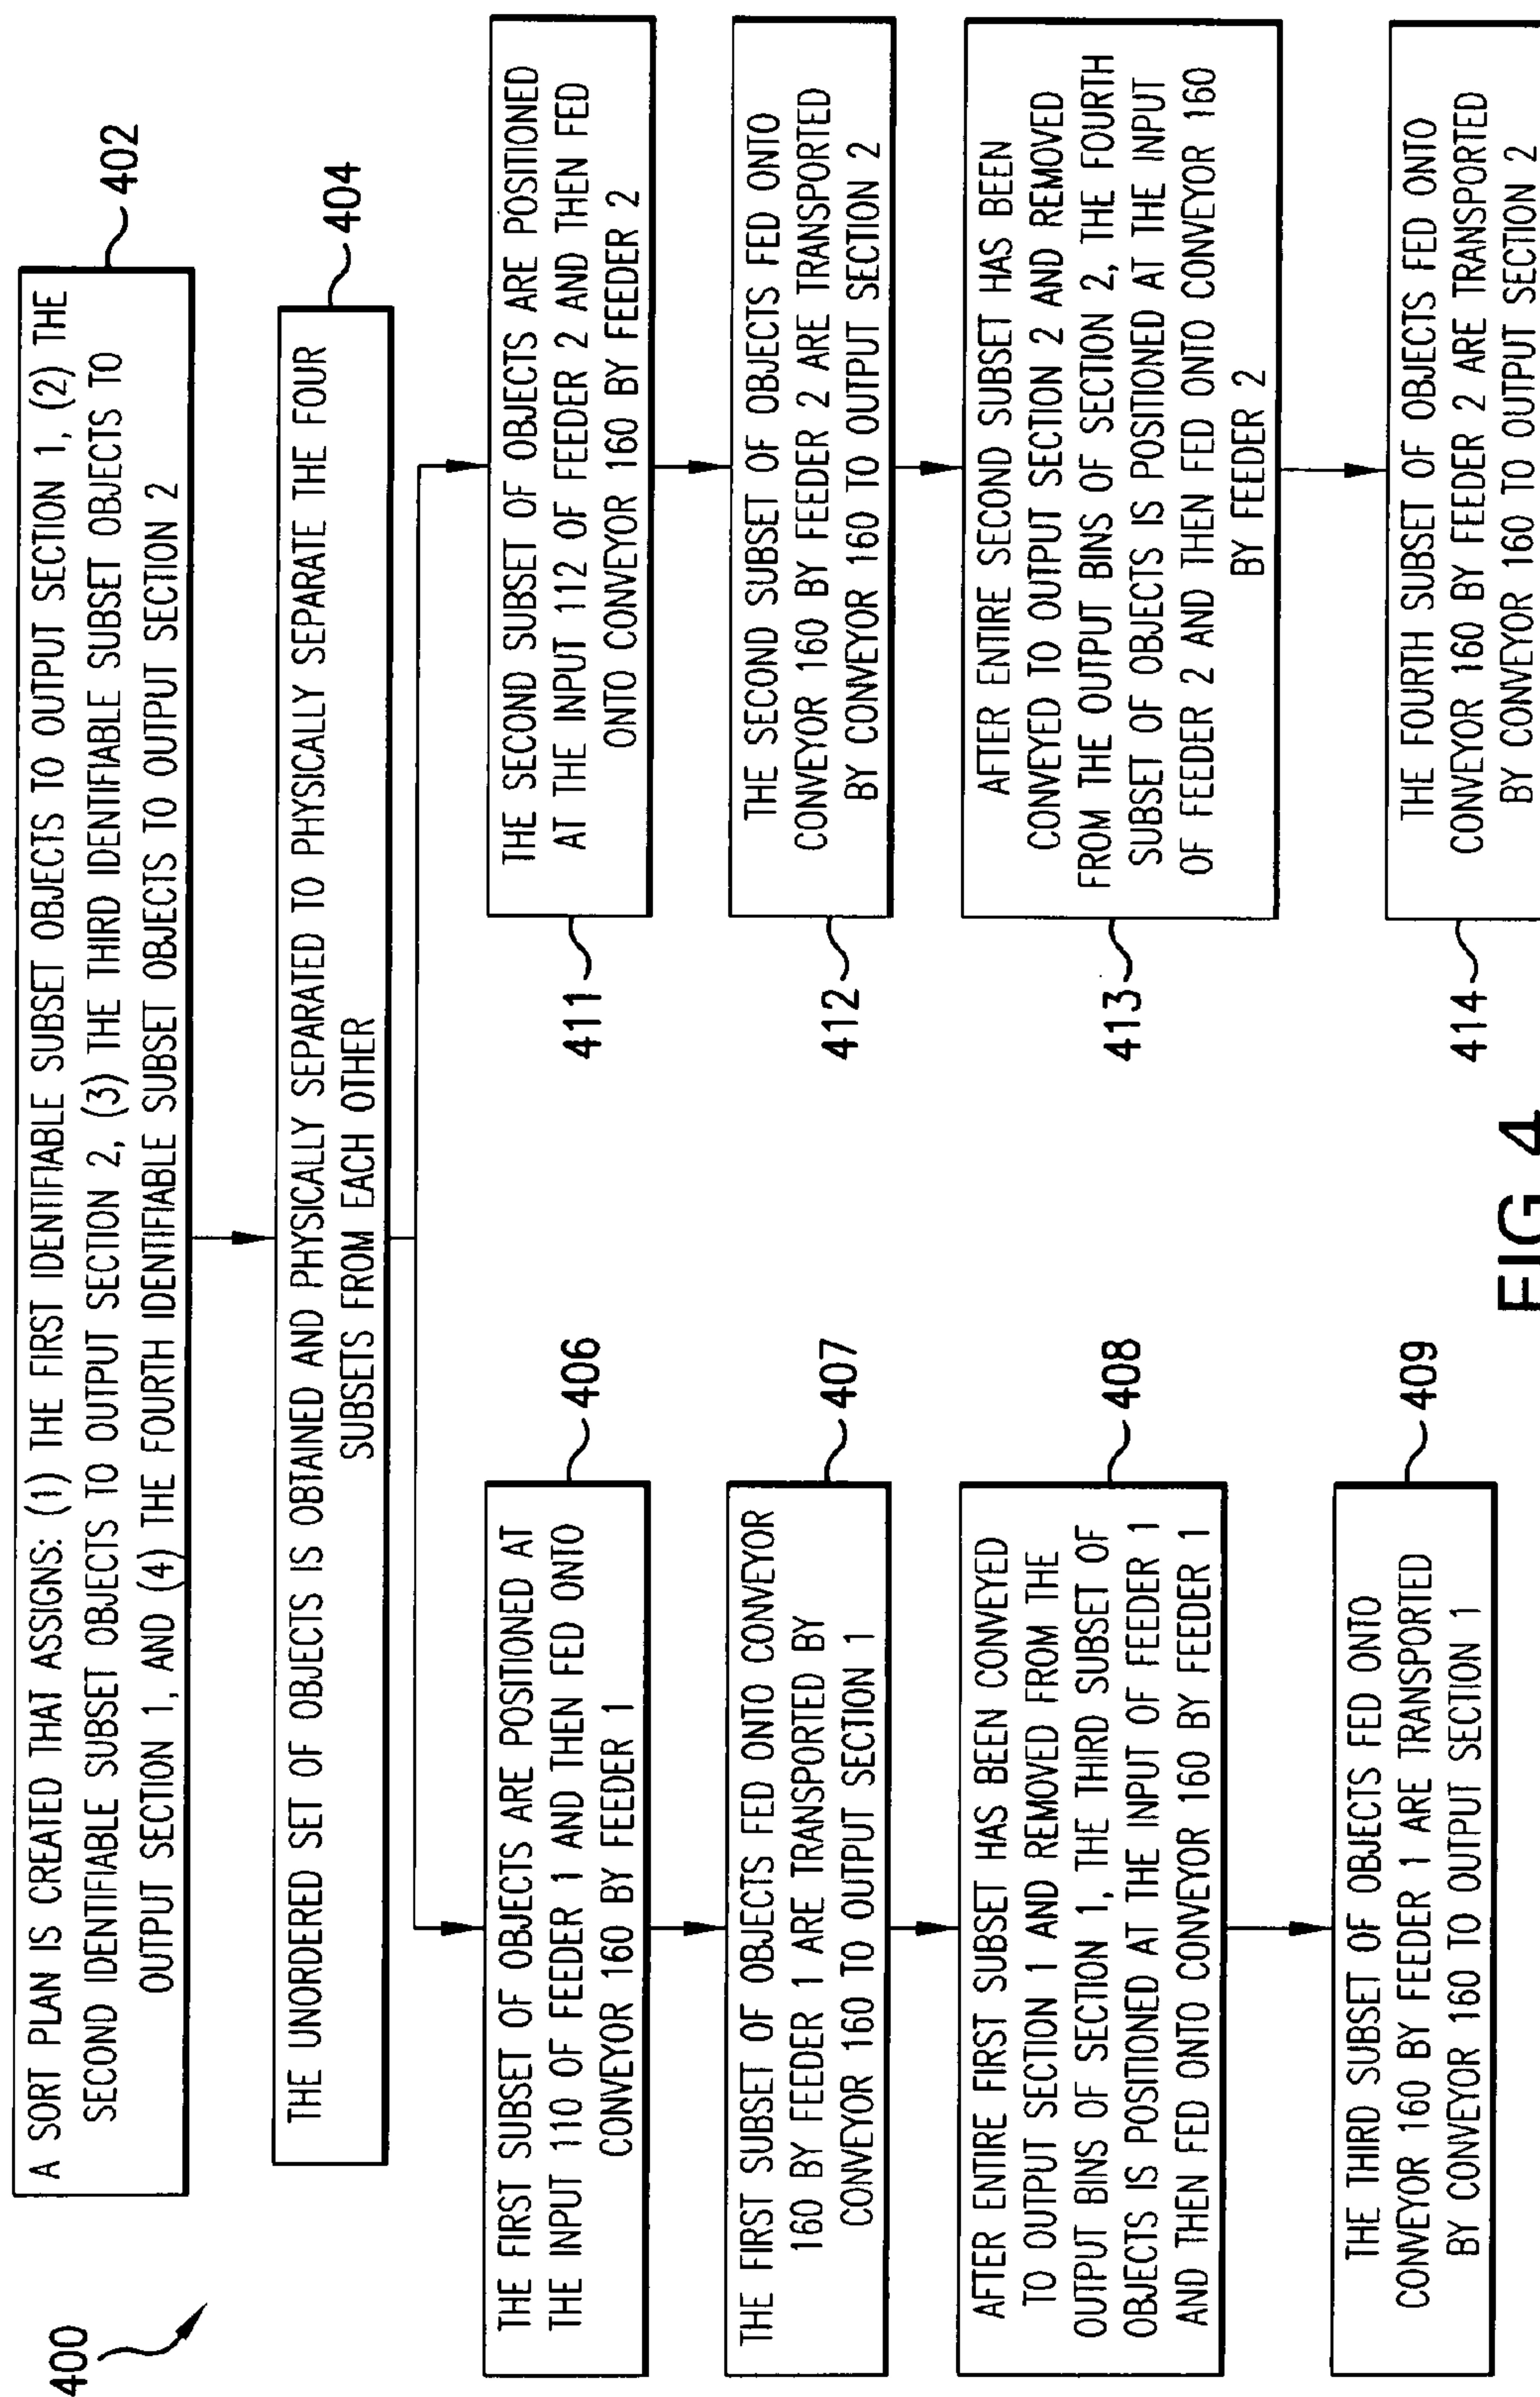 400
A SORT PLAN IS CREATED THAT ASSIGNS: (1) THE FIRST IDENTIFIABLE SUBSET OBJECTS TO OUTPUT SECTION 1, (2) THE
SECOND IDENTIFIABLE SUBSET OBJECTS TO OUTPUT SECTION 2, (3) THE THIRD IDENTIFIABLE SUBSET OBJECTS TO
OUTPUT SECTION 1, AND (4) THE FOURTH IDENTIFIABLE SUBSET OBJECTS TO OUTPUT SECTION 2
402
THE UNORDERED SET OF OBJECTS IS OBTAINED AND PHYSICALLY SEPARATED TO PHYSICALLY SEPARATE THE FOUR
SUBSETS FROM EACH OTHER
404
THE FIRST SUBSET OF OBJECTS ARE POSITIONED AT
THE INPUT 110 OF FEEDER 1 AND THEN FED ONTO
CONVEYOR 160 BY FEEDER 1
406
THE FIRST SUBSET OF OBJECTS FED ONTO CONVEYOR
160 BY FEEDER 1 ARE TRANSPORTED BY
CONVEYOR 160 TO OUTPUT SECTION 1
407
AFTER ENTIRE FIRST SUBSET HAS BEEN CONVEYED
TO OUTPUT SECTION 1 AND REMOVED FROM THE
OUTPUT BINS OF SECTION 1, THE THIRD SUBSET OF
OBJECTS IS POSITIONED AT THE INPUT OF FEEDER 1
AND THEN FED ONTO CONVEYOR 160 BY FEEDER 1
408
THE THIRD SUBSET OF OBJECTS FED ONTO
CONVEYOR 160 BY FEEDER 1 ARE TRANSPORTED
BY CONVEYOR 160 TO OUTPUT SECTION 1
409
THE SECOND SUBSET OF OBJECTS ARE POSITIONED
AT THE INPUT 112 OF FEEDER 2 AND THEN FED
ONTO CONVEYOR 160 BY FEEDER 2
411
THE SECOND SUBSET OF OBJECTS FED ONTO
CONVEYOR 160 BY FEEDER 2 ARE TRANSPORTED
BY CONVEYOR 160 TO OUTPUT SECTION 2
412
AFTER ENTIRE SECOND SUBSET HAS BEEN
CONVEYED TO OUTPUT SECTION 2 AND REMOVED
FROM THE OUTPUT BINS OF SECTION 2, THE FOURTH
SUBSET OF OBJECTS IS POSITIONED AT THE INPUT
OF FEEDER 2 AND THEN FED ONTO CONVEYOR 160
BY FEEDER 2
413
THE FOURTH SUBSET OF OBJECTS FED ONTO
CONVEYOR 160 BY FEEDER 2 ARE TRANSPORTED
BY CONVEYOR 160 TO OUTPUT SECTION 2
414
FIG. 4